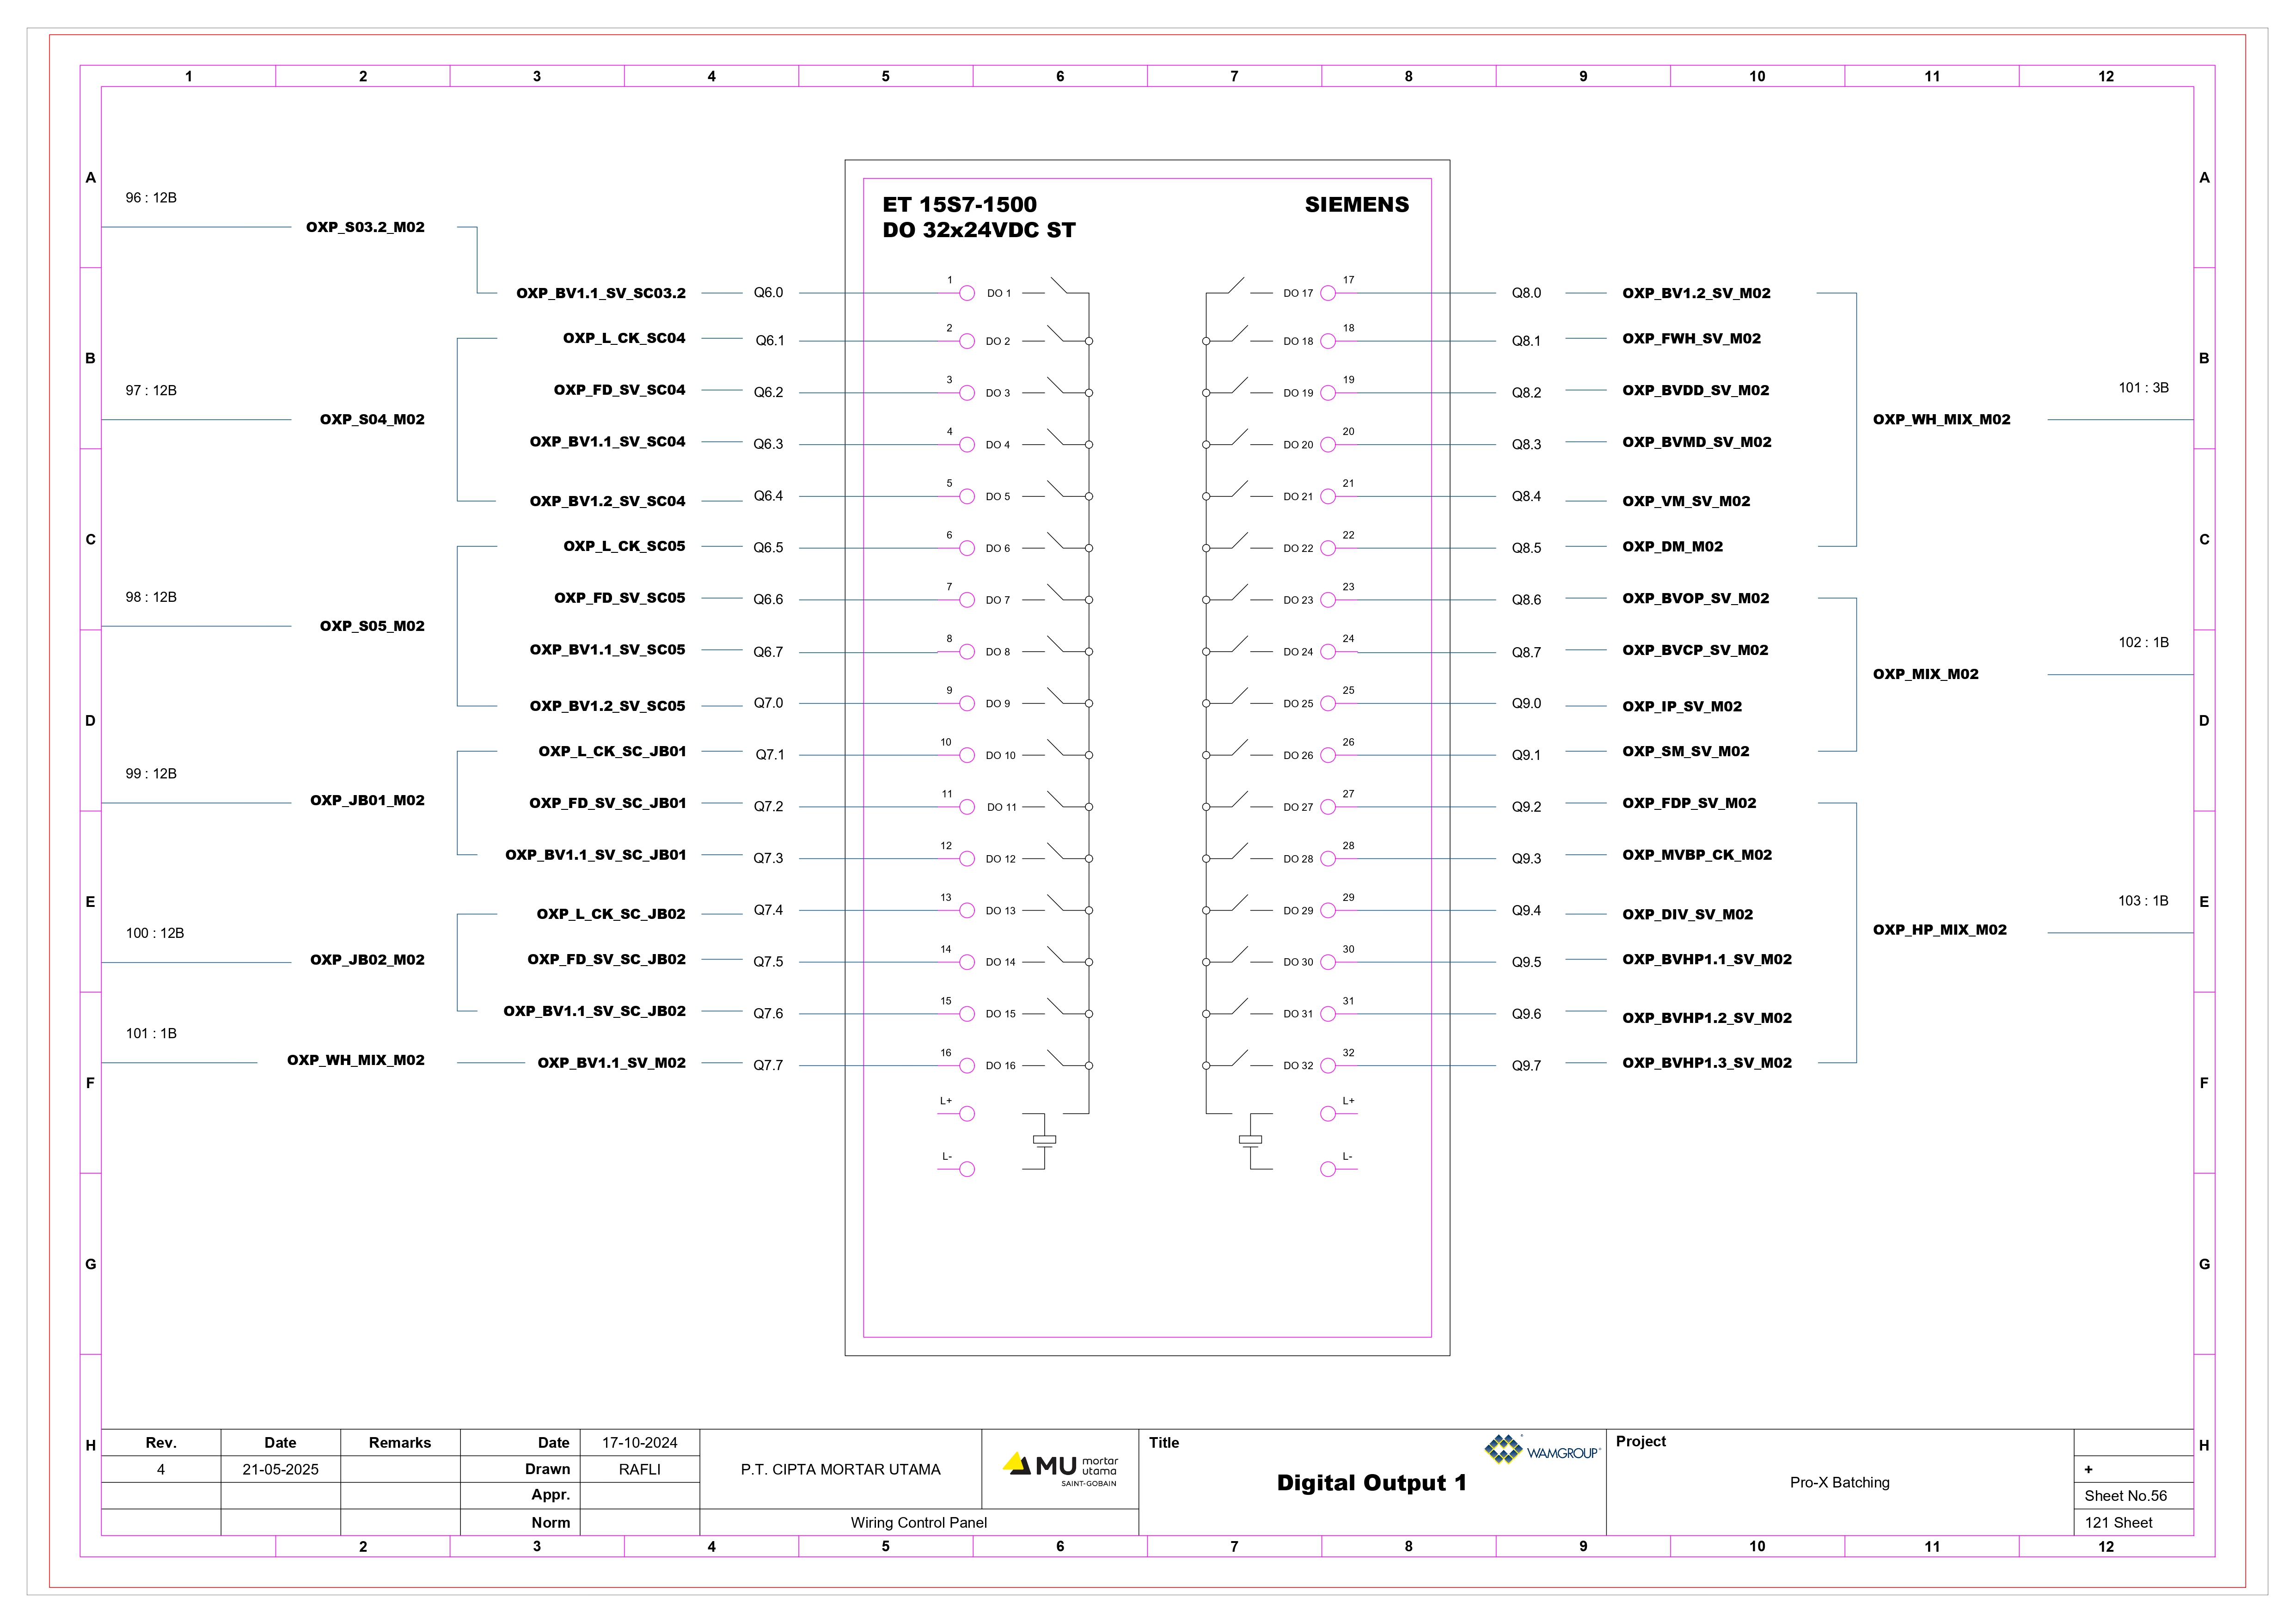 1 2 3 4 5 6 7 8 9 10 11 12
A A
96 : 12B
OXP_S03.2_M02
ET 15S7-1500 SIEMENS
DO 32x24VDC ST
OXP_BV1.1_SV_SC03.2 Q6.0 1 DO 1 DO 17 17 Q8.0 OXP_BV1.2_SV_M02
OXP_L_CK_SC04 Q6.1 2 DO 2 DO 18 18 Q8.1 OXP_FWH_SV_M02
B B
97 : 12B 101 : 3B
OXP_FD_SV_SC04 Q6.2 3 DO 3 DO 19 19 Q8.2 OXP_BVDD_SV_M02
OXP_S04_M02 OXP_WH_MIX_M02
OXP_BV1.1_SV_SC04 Q6.3 4 DO 4 DO 20 20 Q8.3 OXP_BVMD_SV_M02
OXP_BV1.2_SV_SC04 Q6.4 5 DO 5 DO 21 21 Q8.4 OXP_VM_SV_M02
C C
OXP_L_CK_SC05 Q6.5 6 DO 6 DO 22 22 Q8.5 OXP_DM_M02
98 : 12B
OXP_FD_SV_SC05 Q6.6 7 DO 7 DO 23 23 Q8.6 OXP_BVOP_SV_M02
OXP_S05_M02
102 : 1B
OXP_BV1.1_SV_SC05 Q6.7 8 DO 8 DO 24 24 Q8.7 OXP_BVCP_SV_M02
OXP_MIX_M02
OXP_BV1.2_SV_SC05 Q7.0 9 DO 9 DO 25 25 Q9.0 OXP_IP_SV_M02
D D
OXP_L_CK_SC_JB01 Q7.1 10 DO 10 DO 26 26 Q9.1 OXP_SM_SV_M02
99 : 12B
OXP_JB01_M02
OXP_FD_SV_SC_JB01 Q7.2 11 DO 11 DO 27 27 Q9.2 OXP_FDP_SV_M02
OXP_BV1.1_SV_SC_JB01 Q7.3 12 DO 12 DO 28 28 Q9.3 OXP_MVBP_CK_M02
E 103 : 1B E
OXP_L_CK_SC_JB02 Q7.4 13 DO 13 DO 29 29 Q9.4 OXP_DIV_SV_M02
100 : 12B OXP_HP_MIX_M02
OXP_JB02_M02
OXP_FD_SV_SC_JB02 Q7.5 14 DO 14 DO 30 30 Q9.5 OXP_BVHP1.1_SV_M02
OXP_BV1.1_SV_SC_JB02 Q7.6 15 DO 15 DO 31 31 Q9.6 OXP_BVHP1.2_SV_M02
101 : 1B
OXP_WH_MIX_M02 OXP_BV1.1_SV_M02 Q7.7 16 DO 16 DO 32 32 Q9.7 OXP_BVHP1.3_SV_M02
F F
L+ L+
L- L-
G G
H H
Rev. Date Remarks Date 17-10-2024
4 21-05-2025 Drawn RAFLI
Appr.
Norm
P.T. CIPTA MORTAR UTAMA
MU mortar
utama
SAINT-GOBAIN
Wiring Control Panel
Title
WAMGROUP®
Digital Output 1
Project
Pro-X Batching
+
Sheet No.56
121 Sheet
2 3 4 5 6 7 8 9 10 11 12